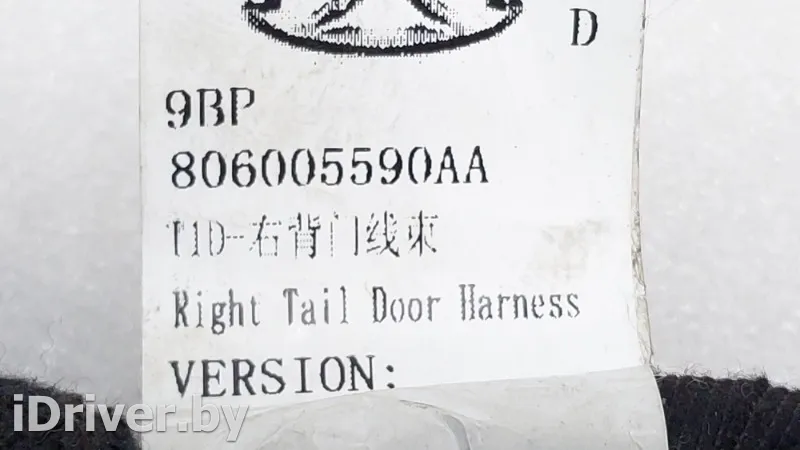 D
9BP
806005590AA
T1D-右背门线束
Right Tail Door Harness
VERSION:
iDriver.by